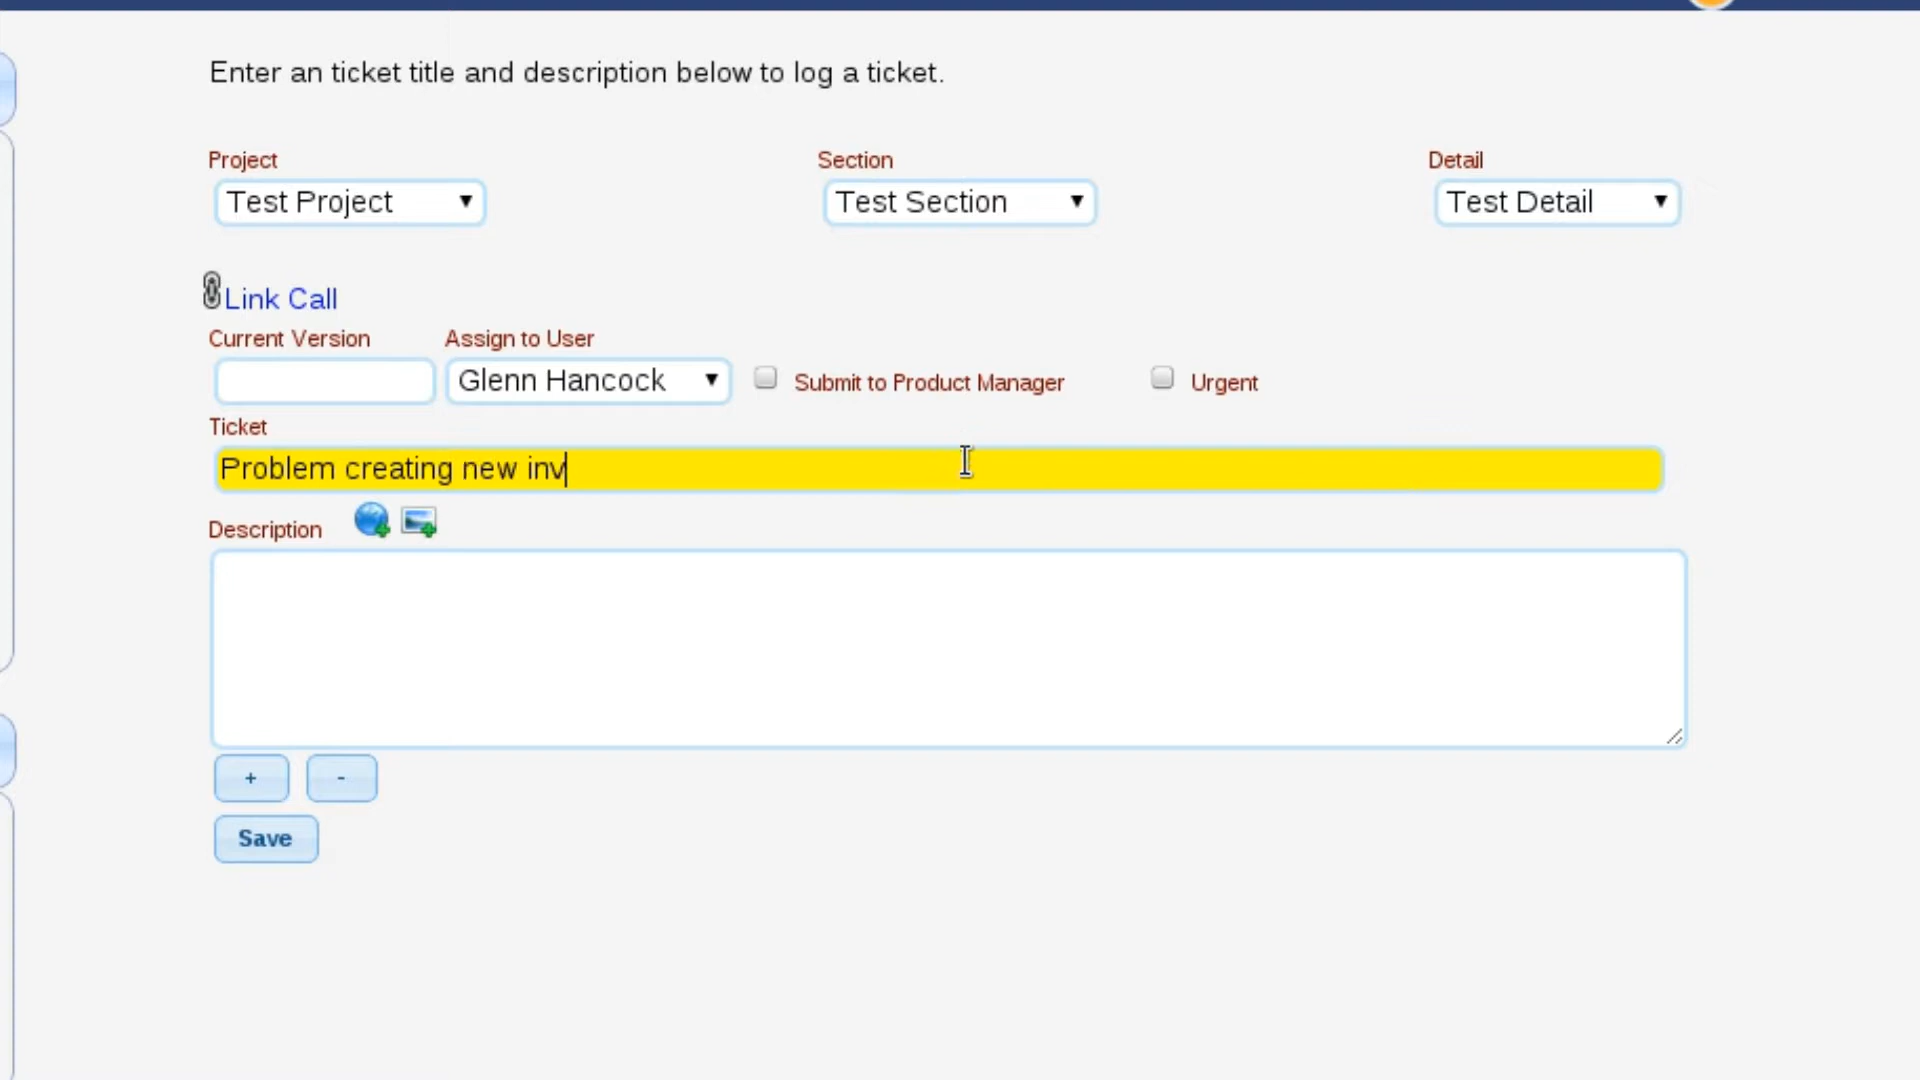 Enter an ticket title and description below to log a ticket.
Project Section Detail
Test Project Test Section Test Detail
Link Call
Current Version Assign to User
Glenn Hancock Submit to Product Manager Urgent
Ticket
Problem creating new inv
Description
+ -
Save